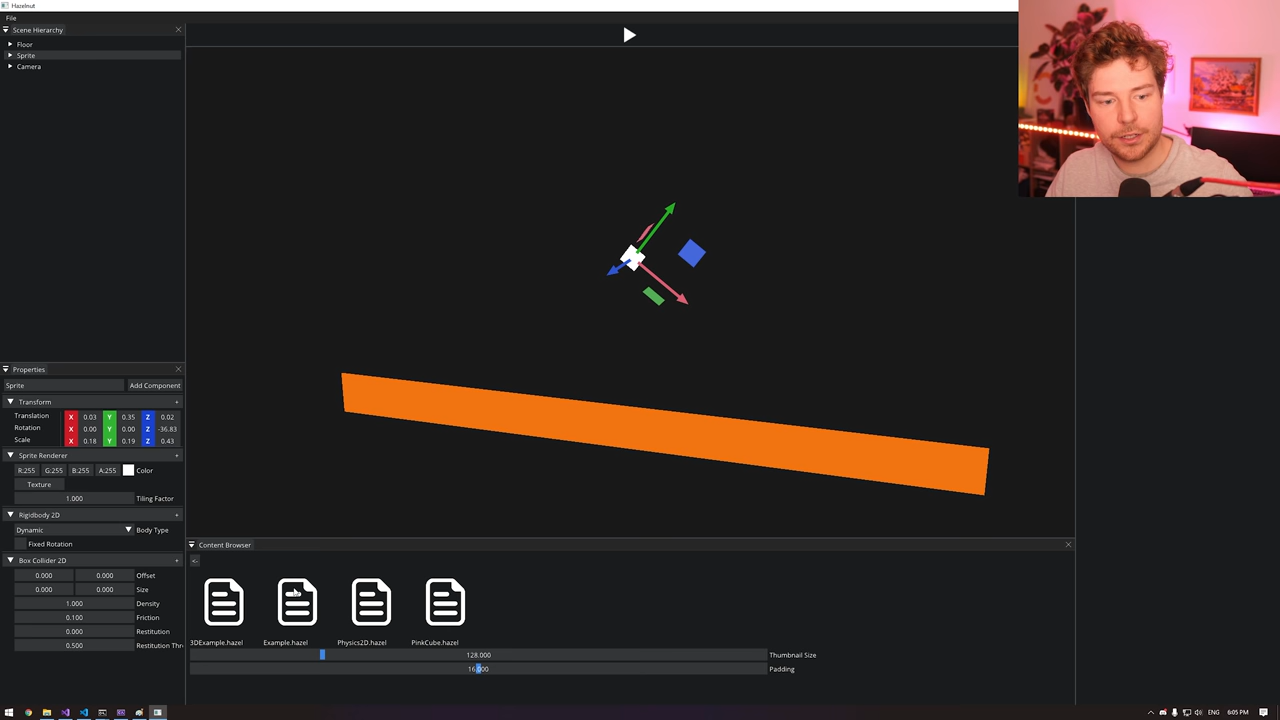 Hazelnut
File
Scene Hierarchy
Floor
Sprite
Camera
Properties
Sprite
Add Component
Transform
Translation X 0.03 Y 0.35 Z 0.02
Rotation X 0.00 Y 0.00 Z -36.83
Scale X 0.18 Y 0.19 Z 0.43
Sprite Renderer
R:255 G:255 B:255 A:255 Color
Texture
1.000 Tiling Factor
Rigidbody 2D
Dynamic Body Type
Fixed Rotation
Box Collider 2D
0.000 0.000 Offset
0.000 0.000 Size
1.000 Density
0.100 Friction
0.000 Restitution
0.500 Restitution Thr
Content Browser
<-
3DExample.hazel Example.hazel Physics2D.hazel PinkCube.hazel
128.000 Thumbnail Size
16.000 Padding
ENG 6:05 PM